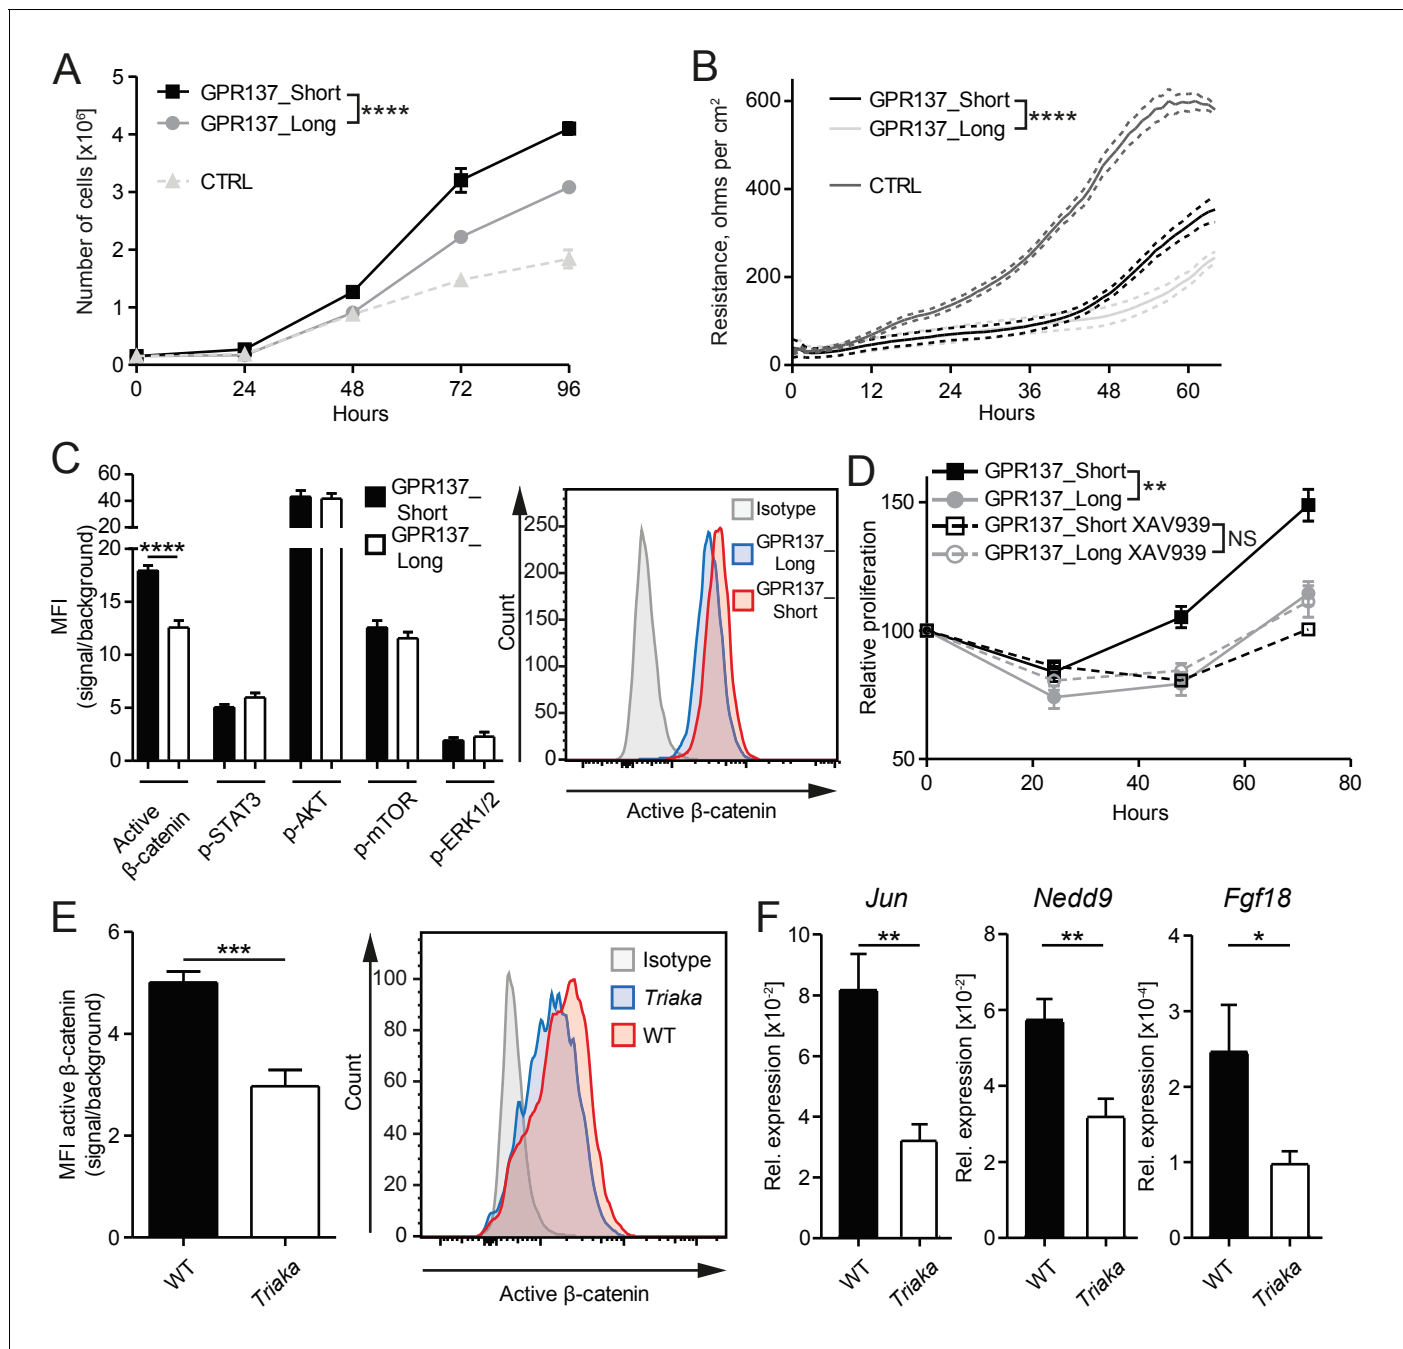 A
Number of cells [x10⁶]
5
4
3
2
1
0
0
24
48
72
96
Hours
GPR137_Short
GPR137_Long
****
CTRL
B
Resistance, ohms per cm²
600
400
200
0
0
12
24
36
48
60
Hours
GPR137_Short
GPR137_Long
****
CTRL
C
MFI
(signal/background)
60
40
20
20
15
10
5
0
****
GPR137_
Short
GPR137_
Long
Active
β-catenin
p-STAT3
p-AKT
p-mTOR
p-ERK1/2
Count
250
200
150
100
50
0
Isotype
GPR137_
Long
GPR137_
Short
Active β-catenin
D
Relative proliferation
150
100
50
0
20
40
60
80
Hours
GPR137_Short
GPR137_Long
**
GPR137_Short XAV939
GPR137_Long XAV939
NS
E
MFI active β-catenin
(signal/background)
6
4
2
0
***
WT
Triaka
Count
100
80
60
40
20
0
Isotype
Triaka
WT
Active β-catenin
F
Jun
Rel. expression [x10⁻²]
10
8
6
4
2
0
**
WT
Triaka
Nedd9
Rel. expression [x10⁻²]
8
6
4
2
0
**
WT
Triaka
Fgf18
Rel. expression [x10⁻⁴]
4
3
2
1
0
*
WT
Triaka